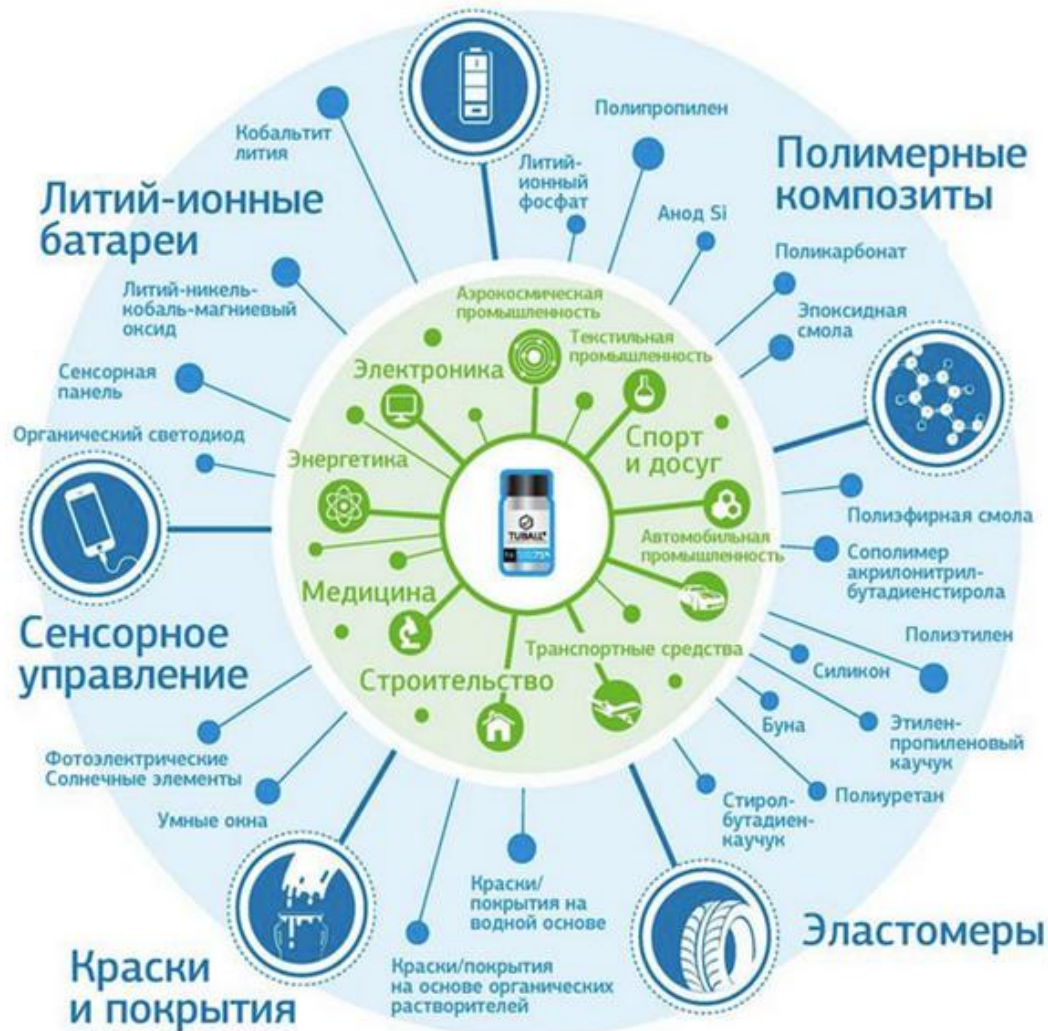 Кобальтит
лития
Полипропилен
Литий-
ионный
фосфат
Полимерные
композиты
Литий-ионные
батареи
Анод Si
Поликарбонат
Литий-никель-
кобаль-магниевый
оксид
Аэрокосмическая
промышленность
Эпоксидная
смола
Текстильная
промышленность
Сенсорная
панель
Электроника
Органический светодиод
Спорт
и досуг
Энергетика
TUBALL
75%
Полиэфирная смола
Автомобильная
промышленность
Сополимер
акрилонитрил-
бутадиенстирола
Медицина
Сенсорное
управление
Полиэтилен
Транспортные средства
Силикон
Строительство
Буна
Этилен-
пропиленовый
каучук
Фотоэлектрические
Солнечные элементы
Полиуретан
Стирол-
бутадиен-
каучук
Умные окна
Краски/
покрытия на
водной основе
Эластомеры
Краски
и покрытия
Краски/покрытия
на основе органических
растворителей